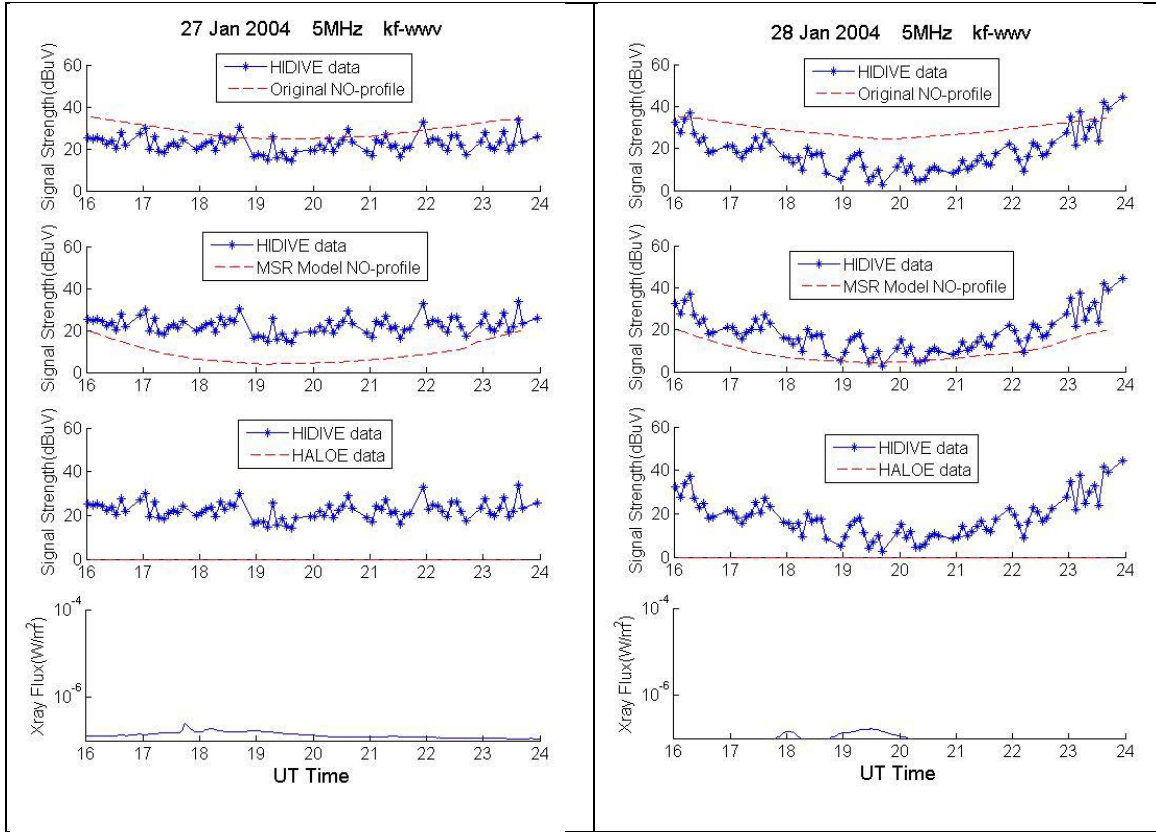 27 Jan 2004 5MHz kf-wwv
Signal Strength(dBuV)
60
40
20
0
HIDIVE data
Original NO-profile
16 17 18 19 20 21 22 23 24
Signal Strength(dBuV)
60
40
20
0
HIDIVE data
MSR Model NO-profile
16 17 18 19 20 21 22 23 24
Signal Strength(dBuV)
60
40
20
0
HIDIVE data
HALOE data
16 17 18 19 20 21 22 23 24
Xray Flux(W/m²)
10⁻⁴
10⁻⁶
16 17 18 19 20 21 22 23 24
UT Time
28 Jan 2004 5MHz kf-wwv
Signal Strength(dBuV)
60
40
20
0
HIDIVE data
Original NO-profile
16 17 18 19 20 21 22 23 24
Signal Strength(dBuV)
60
40
20
0
HIDIVE data
MSR Model NO-profile
16 17 18 19 20 21 22 23 24
Signal Strength(dBuV)
60
40
20
0
HIDIVE data
HALOE data
16 17 18 19 20 21 22 23 24
Xray Flux(W/m²)
10⁻⁴
10⁻⁶
16 17 18 19 20 21 22 23 24
UT Time